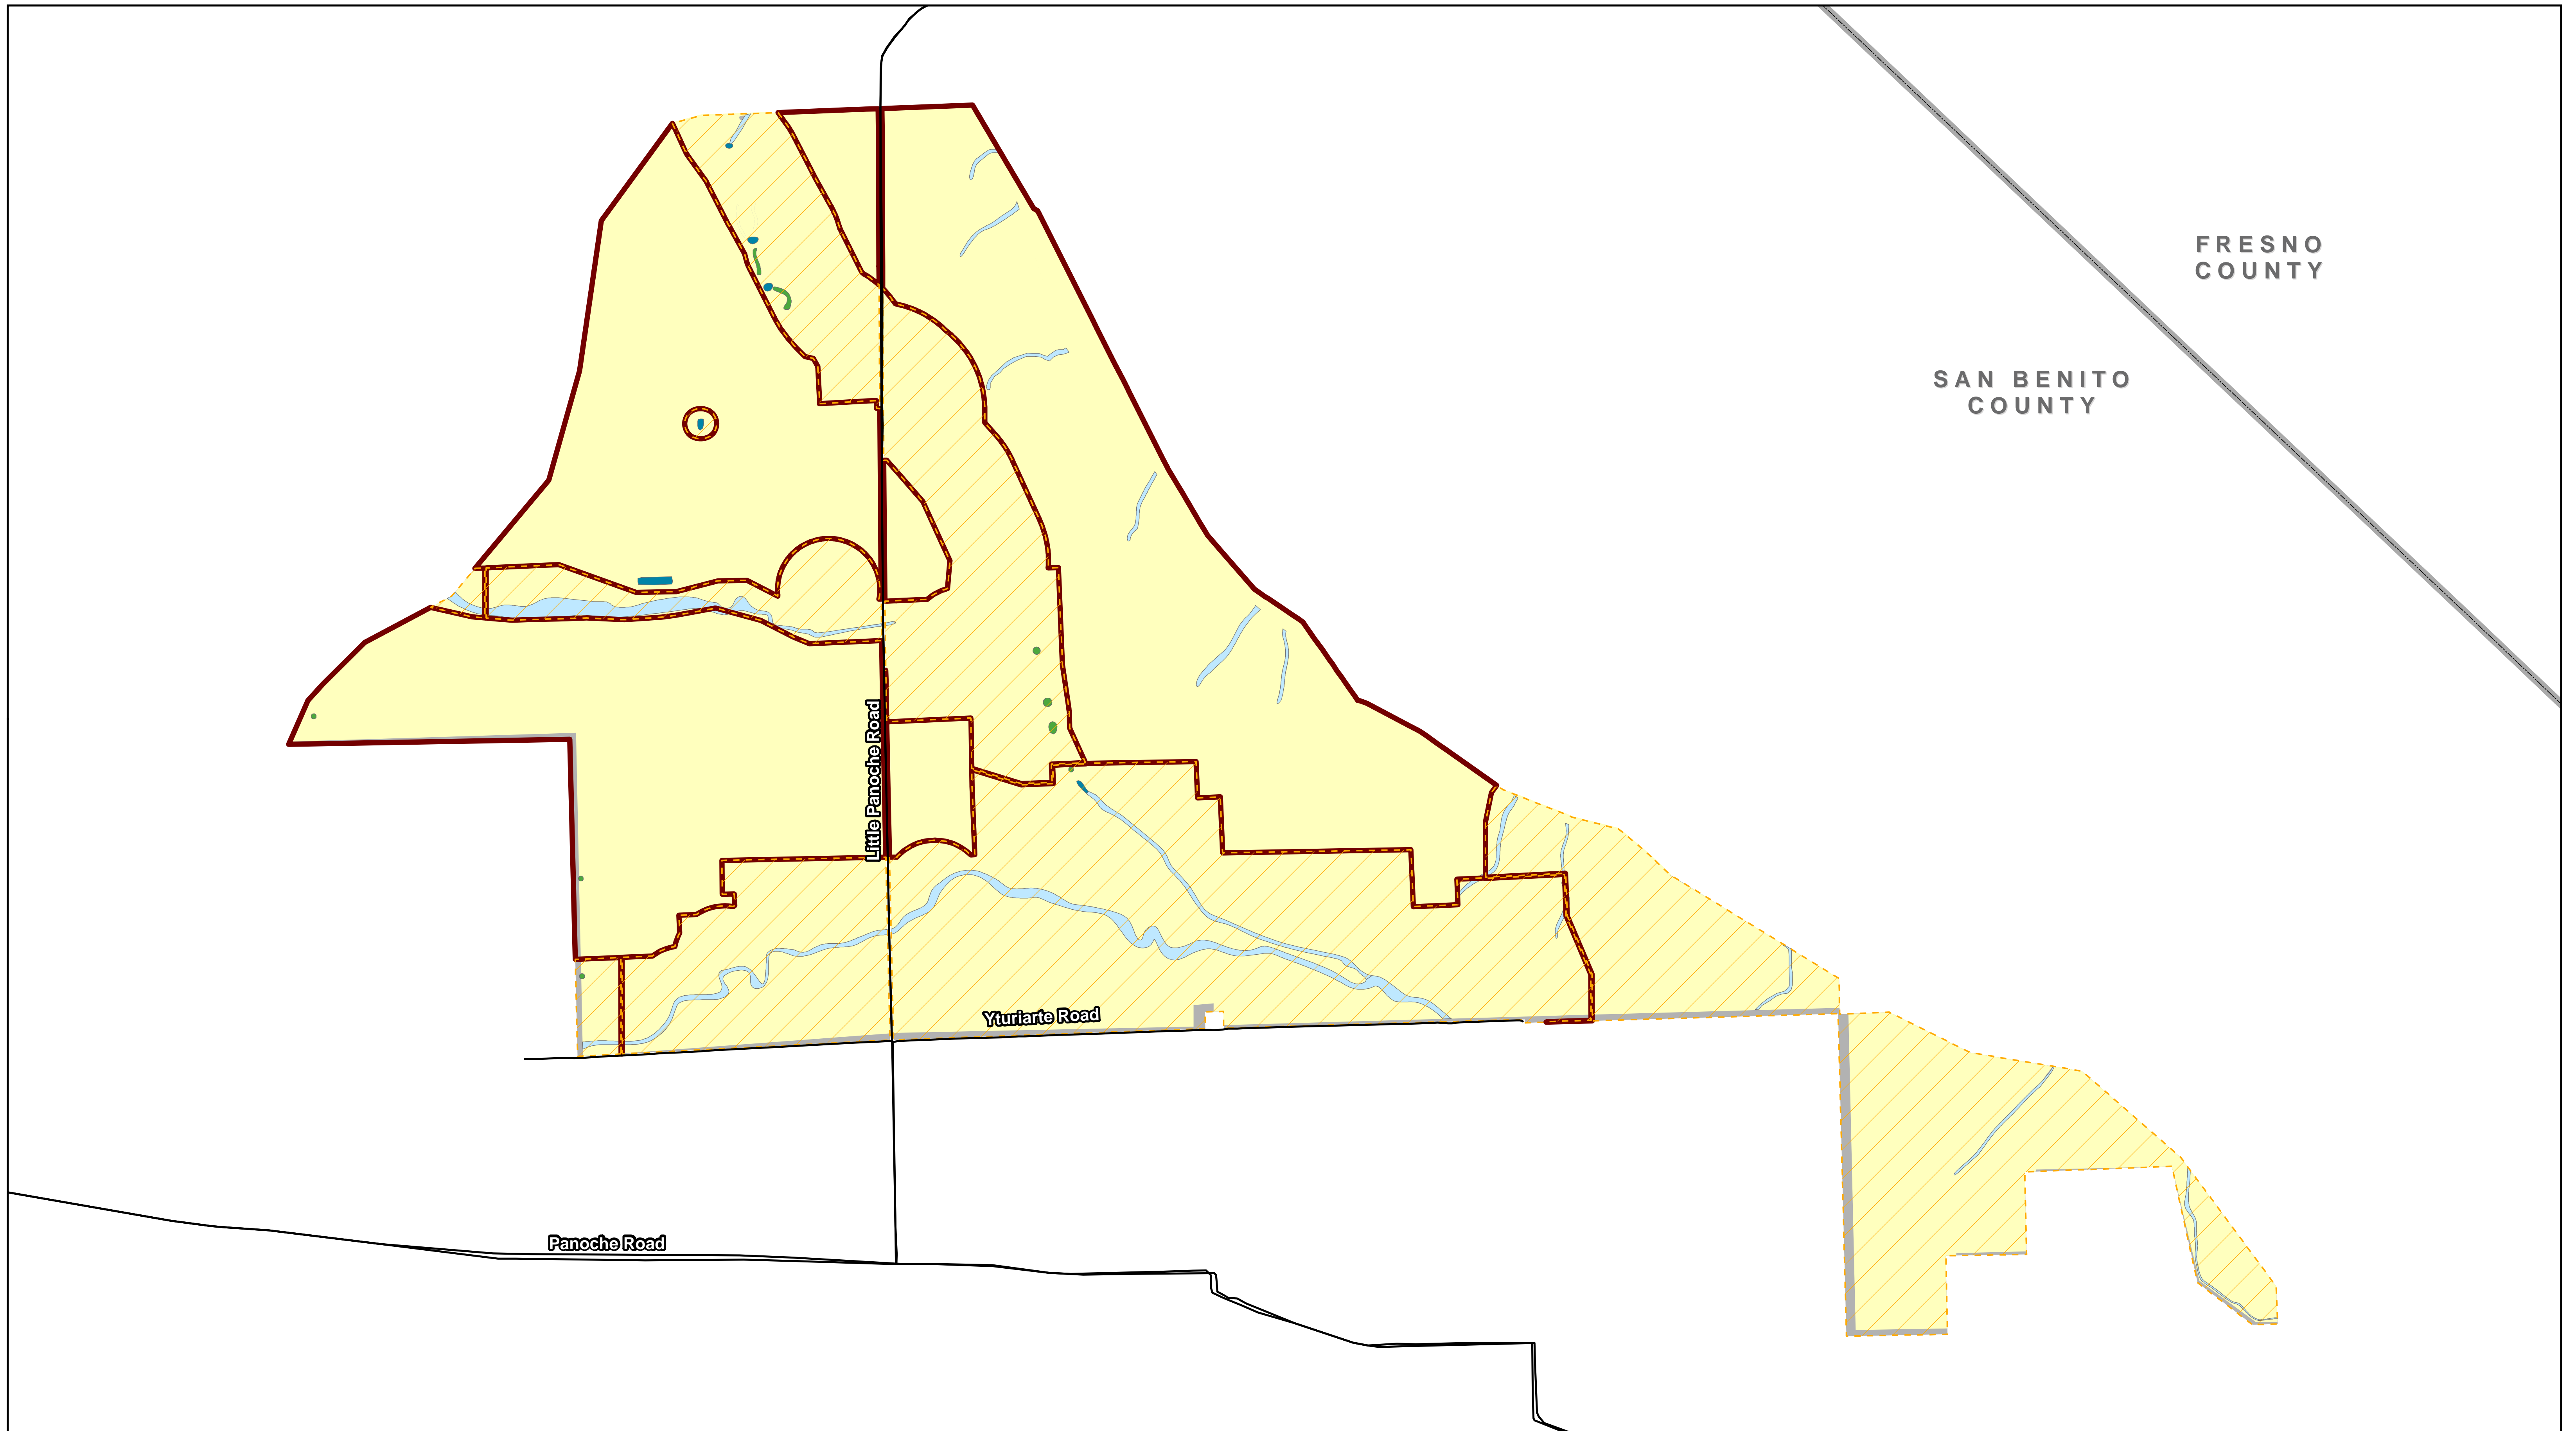 FRESNO
COUNTY
SAN BENITO
COUNTY
Little Panoche Road
Yturiarte Road
Panoche Road